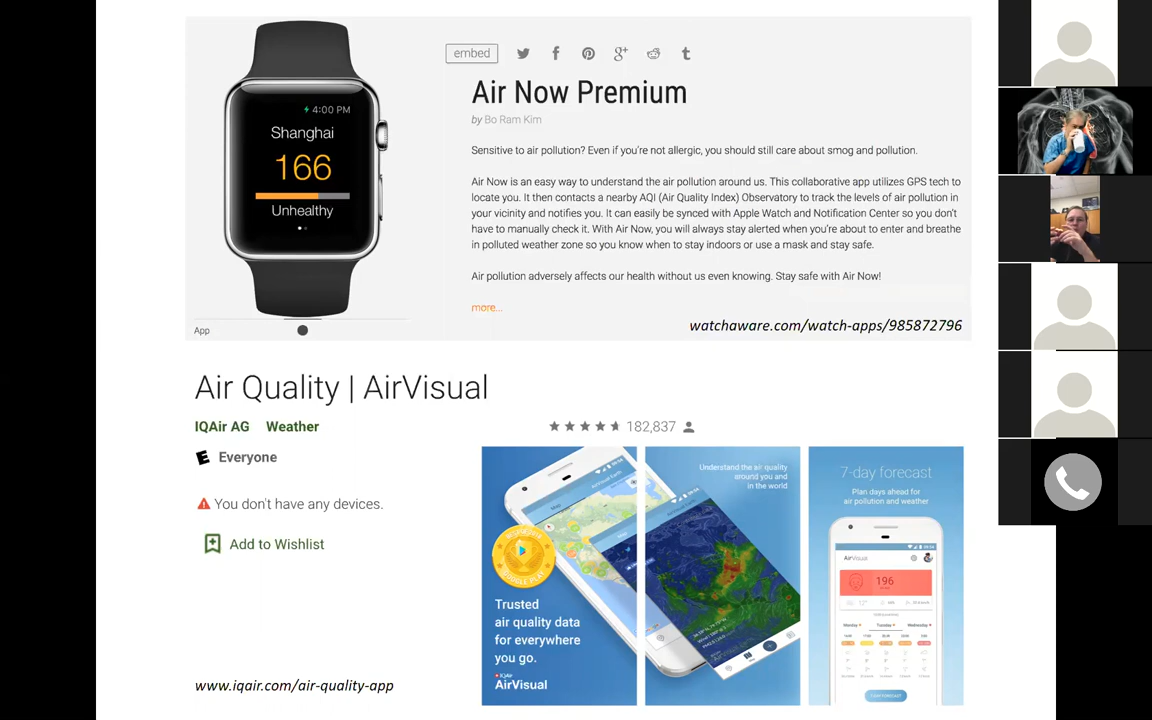 4:00 PM
Shanghai
166
Unhealthy
App
embed
Air Now Premium
by Bo Ram Kim
Sensitive to air pollution? Even if you're not allergic, you should still care about smog and pollution.
Air Now is an easy way to understand the air pollution around us. This collaborative app utilizes GPS tech to
locate you. It then contacts a nearby AQI (Air Quality Index) Observatory to track the levels of air pollution in
your vicinity and notifies you. It can easily be synced with Apple Watch and Notification Center so you don't
have to manually check it. With Air Now, you will always stay alerted when you're about to enter and breathe
in polluted weather zone so you know when to stay indoors or use a mask and stay safe.
Air pollution adversely affects our health without us even knowing. Stay safe with Air Now!
more...
watchaware.com/watch-apps/985872796
Air Quality | AirVisual
IQAir AG Weather
182,837
Everyone
You don't have any devices.
Add to Wishlist
www.iqair.com/air-quality-app
GOOGLE PLAY
Trusted
air quality data
for everywhere
you go.
IQAir
AirVisual
Understand the air quality
around you and
in the world
7-day forecast
Plan days ahead for
air pollution and weather
AirVisual
196
Monday Tuesday Wednesday